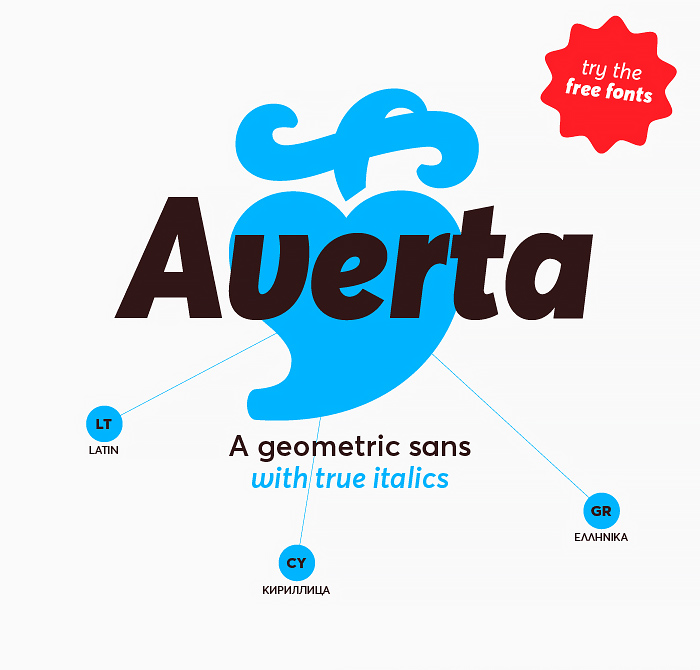 try the
free fonts
Averta
LT
LATIN
A geometric sans
with true italics
GR
ΕΛΛΗΝΙΚΑ
CY
КИРИЛЛИЦА